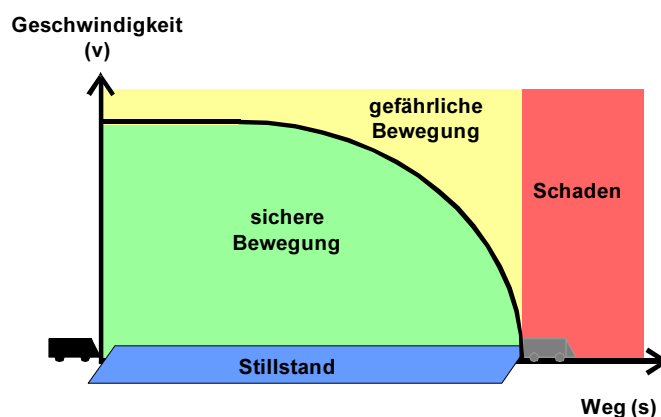 Geschwindigkeit
(v)
gefährliche
Bewegung
Schaden
sichere
Bewegung
Stillstand
Weg (s)